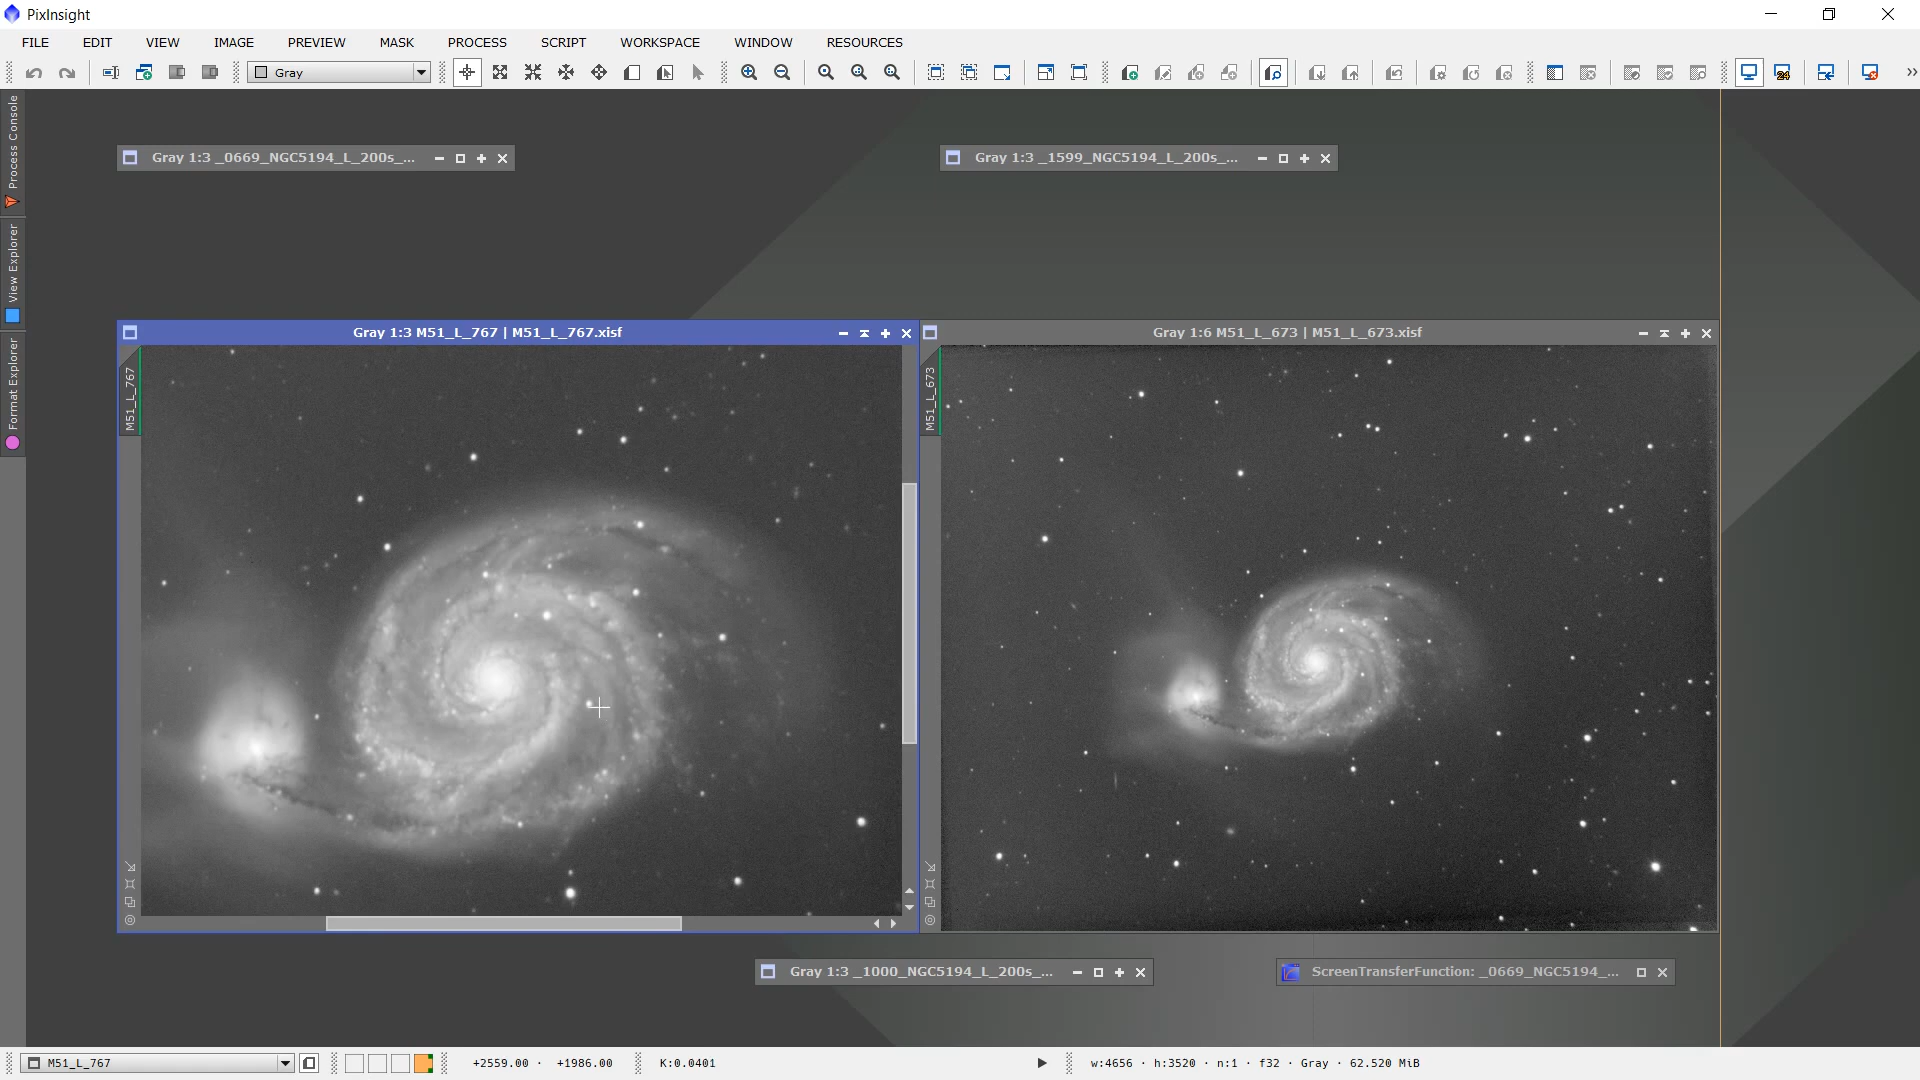 PixInsight
FILE EDIT VIEW IMAGE PREVIEW MASK PROCESS SCRIPT WORKSPACE WINDOW RESOURCES
Gray
24
Process Console
View Explorer
Format Explorer
Gray 1:3 _0669_NGC5194_L_200s_...
Gray 1:3 _1599_NGC5194_L_200s_...
Gray 1:3 M51_L_767 | M51_L_767.xisf
M51_L_767
Gray 1:6 M51_L_673 | M51_L_673.xisf
M51_L_673
Gray 1:3 _1000_NGC5194_L_200s_...
ScreenTransferFunction: _0669_NGC5194_...
M51_L_767
+2559.00 · +1986.00
K:0.0401
w:4656 · h:3520 · n:1 · f32 · Gray · 62.520 MiB